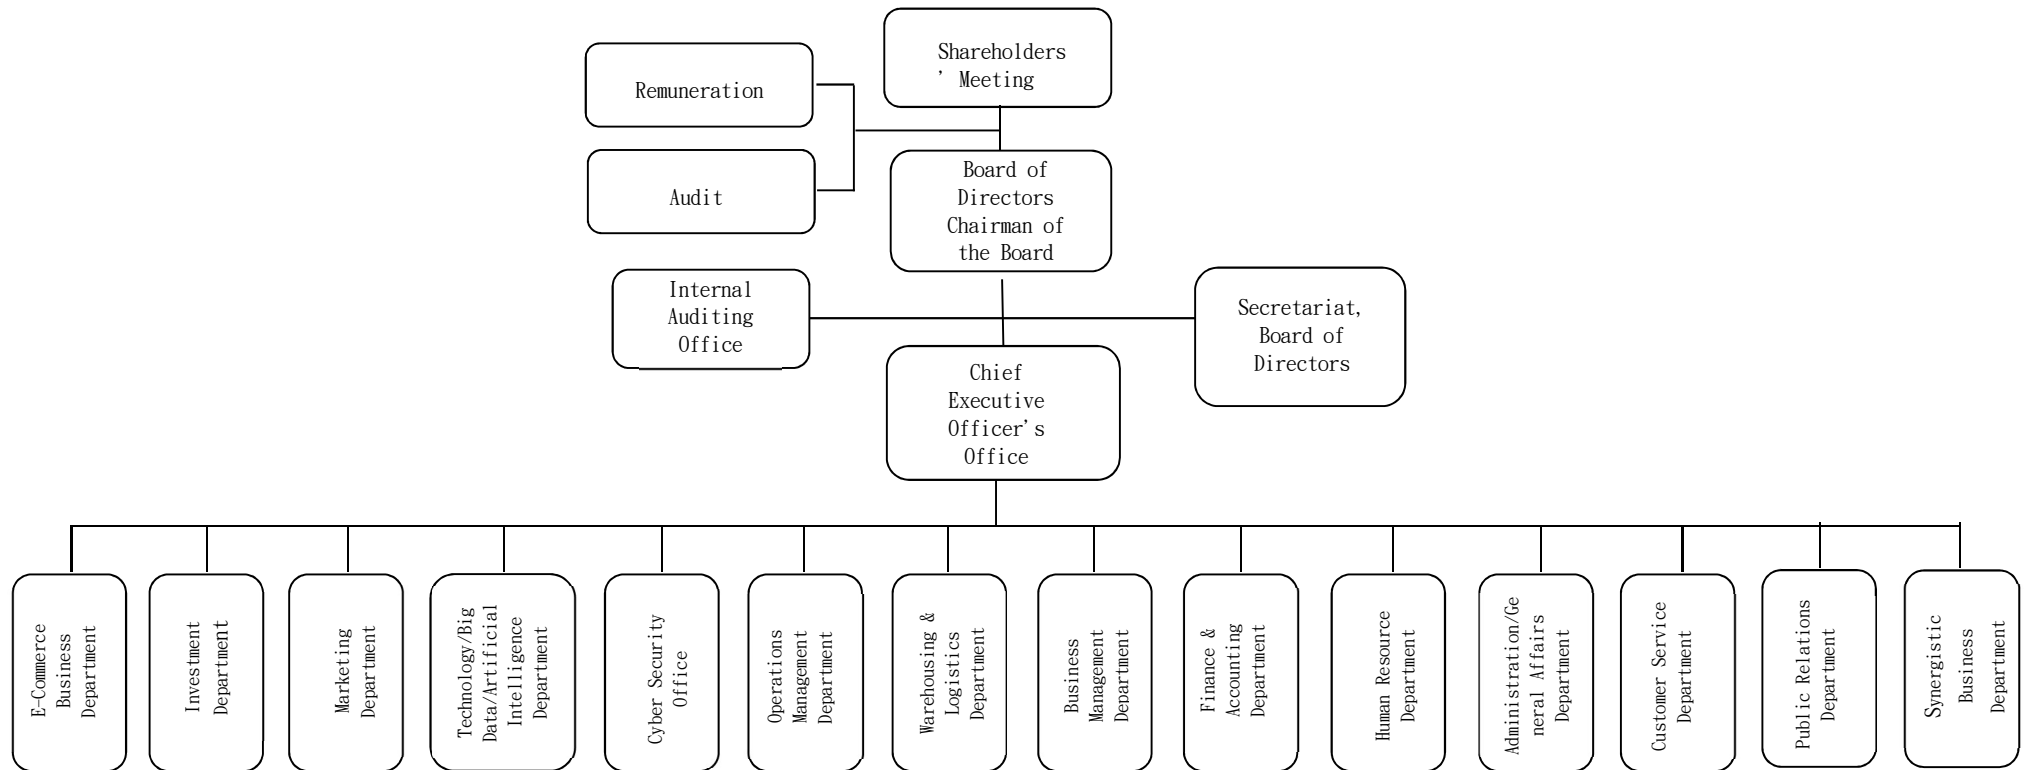 Shareholders
’ Meeting
Remuneration
Audit
Board of
Directors
Chairman of
the Board
Internal
Auditing
Office
Secretariat,
Board of
Directors
Chief
Executive
Officer’s
Office
E-Commerce
Business
Department
Investment
Department
Marketing
Department
Technology/Big
Data/Artificial
Intelligence
Department
Cyber Security
Office
Operations
Management
Department
Warehousing &
Logistics
Department
Business
Management
Department
Finance &
Accounting
Department
Human Resource
Department
Administration/Ge
neral Affairs
Department
Customer Service
Department
Public Relations
Department
Synergistic
Business
Department